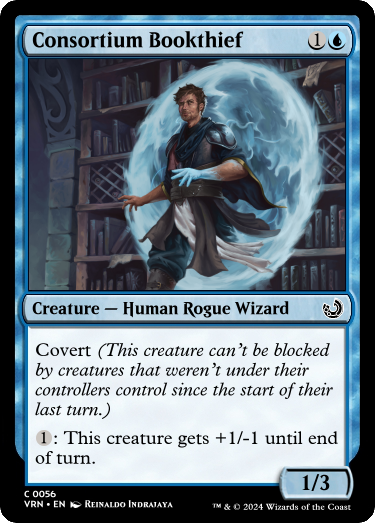 Consortium Bookthief 1
Creature — Human Rogue Wizard
Covert (This creature can't be blocked
by creatures that weren't under their
controllers control since the start of their
last turn.)
1: This creature gets +1/-1 until end
of turn.
1/3
C 0056
VRN • EN Reinaldo Indrajaya
™ & © 2024 Wizards of the Coast